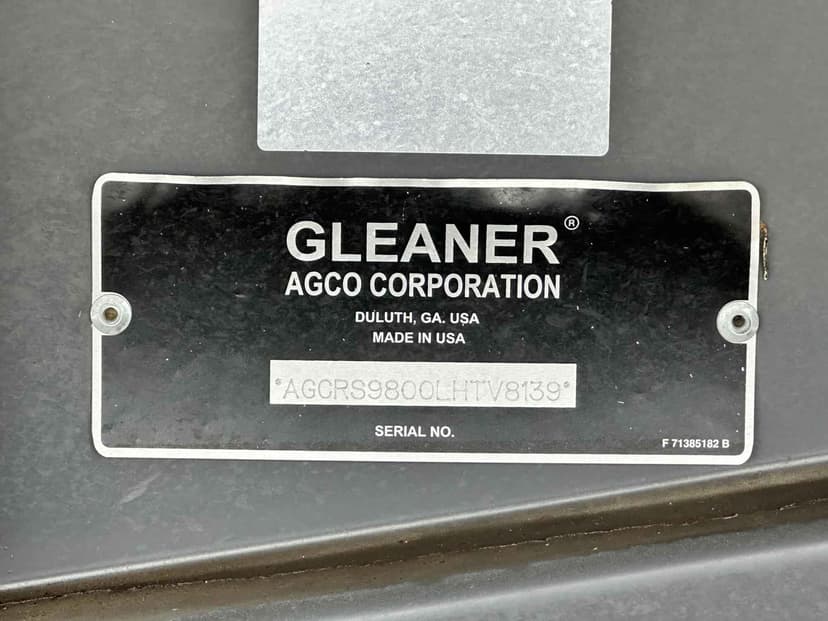 GLEANER®
AGCO CORPORATION
DULUTH, GA. USA
MADE IN USA
*AGCRS9800LHTV8139*
SERIAL NO.
F 71385182 B